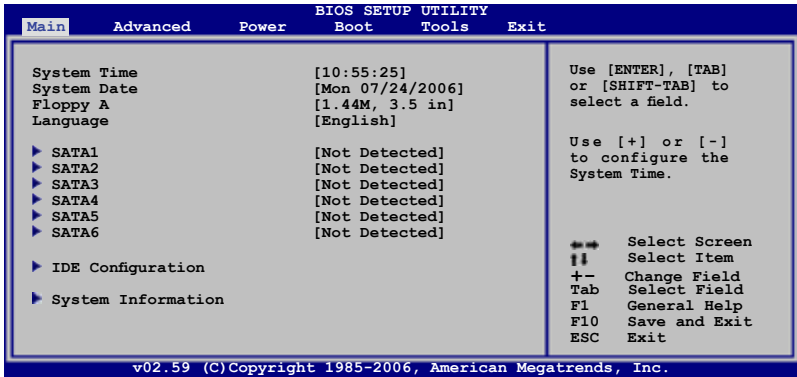 BIOS SETUP UTILITY
Main Advanced Power Boot Tools Exit
System Time [10:55:25]
System Date [Mon 07/24/2006]
Floppy A [1.44M, 3.5 in]
Language [English]
SATA1 [Not Detected]
SATA2 [Not Detected]
SATA3 [Not Detected]
SATA4 [Not Detected]
SATA5 [Not Detected]
SATA6 [Not Detected]
IDE Configuration
System Information
Use [ENTER], [TAB]
or [SHIFT-TAB] to
select a field.
Use [+] or [-]
to configure the
System Time.
Select Screen
Select Item
+- Change Field
Tab Select Field
F1 General Help
F10 Save and Exit
ESC Exit
v02.59 (C)Copyright 1985-2006, American Megatrends, Inc.